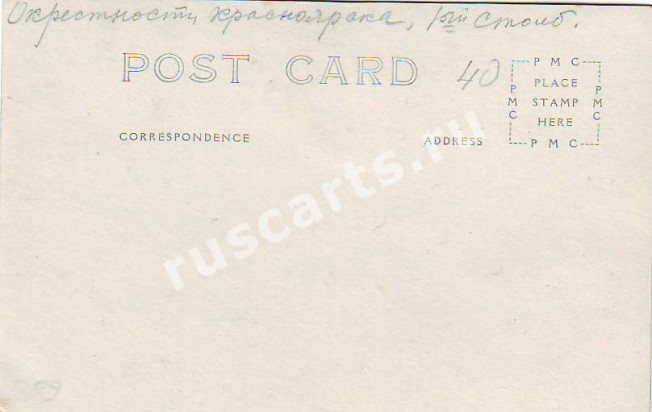 Окрестности Красноярска, 1ый Столб.
POST CARD
40
P M C
PLACE
P M C
STAMP
P M C
HERE
P M C
CORRESPONDENCE
ADDRESS
ruscarts.ru